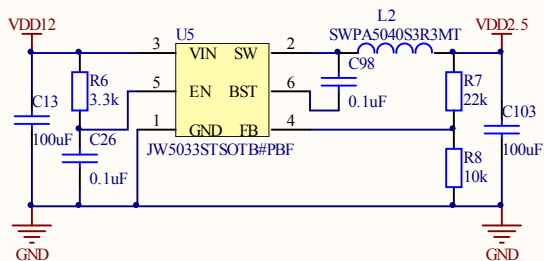 L2
VDD12
U5
SWPA5040S3R3MT
VDD2.5
3
VIN
SW
2
R6
3.3k
C98
R7
22k
C13
5
EN
BST
6
0.1uF
C103
1
GND
FB
4
100uF
C26
JW5033STSOTB#PBF
R8
10k
100uF
0.1uF
GND
GND